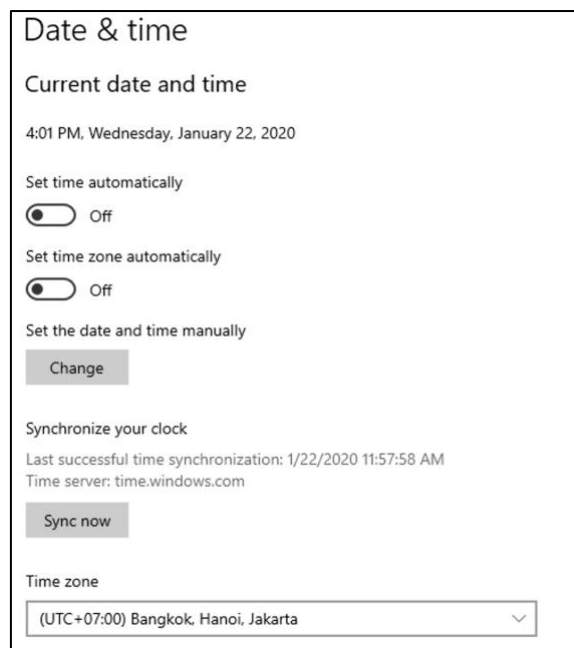 Date & time
Current date and time
4:01 PM, Wednesday, January 22, 2020
Set time automatically
Off
Set time zone automatically
Off
Set the date and time manually
Change
Synchronize your clock
Last successful time synchronization: 1/22/2020 11:57:58 AM
Time server: time.windows.com
Sync now
Time zone
(UTC+07:00) Bangkok, Hanoi, Jakarta